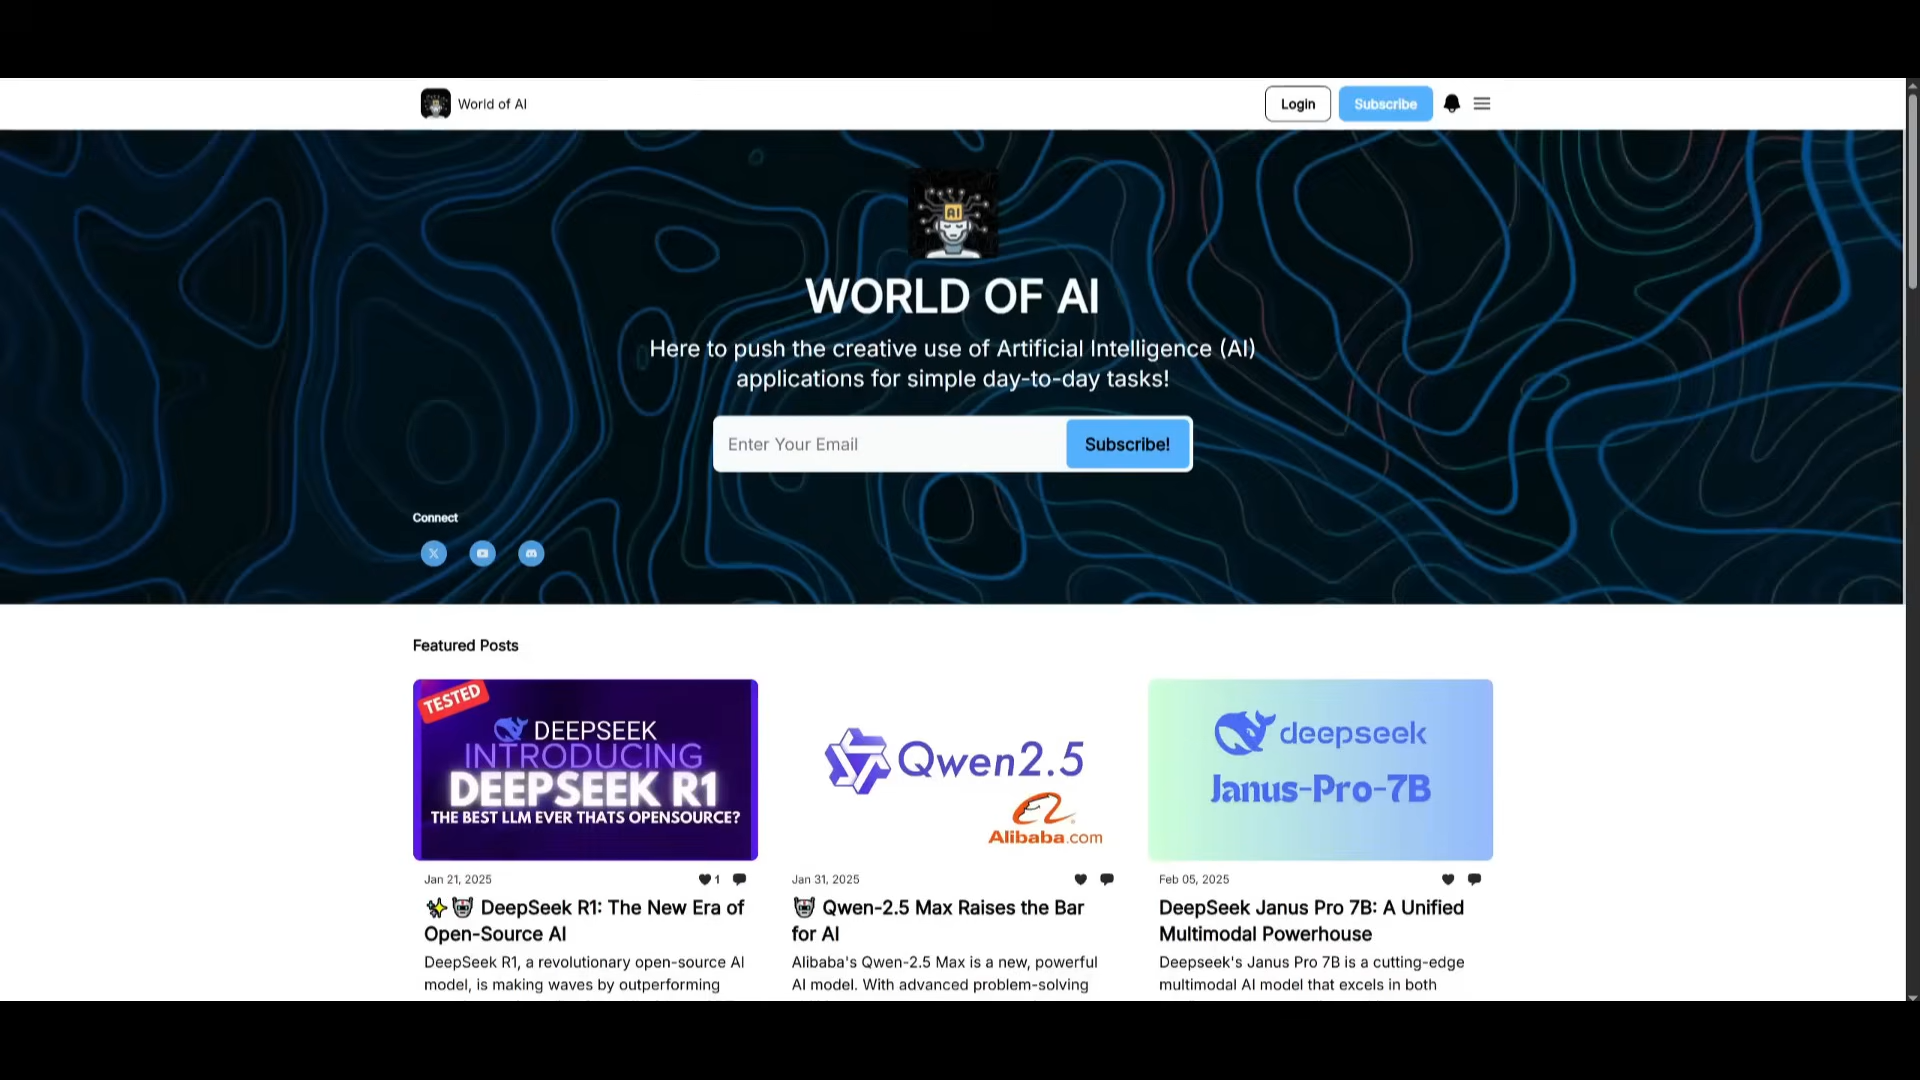 World of AI
Login
Subscribe
AI
WORLD OF AI
Here to push the creative use of Artificial Intelligence (AI)
applications for simple day-to-day tasks!
Enter Your Email
Subscribe!
Connect
Featured Posts
TESTED
DEEPSEEK
INTRODUCING
DEEPSEEK R1
THE BEST LLM EVER THATS OPENSOURCE?
Jan 21, 2025
1
✨🤖 DeepSeek R1: The New Era of
Open-Source AI
DeepSeek R1, a revolutionary open-source AI
model, is making waves by outperforming
Qwen2.5
Alibaba.com
Jan 31, 2025
🤖 Qwen-2.5 Max Raises the Bar
for AI
Alibaba's Qwen-2.5 Max is a new, powerful
AI model. With advanced problem-solving
deepseek
Janus-Pro-7B
Feb 05, 2025
DeepSeek Janus Pro 7B: A Unified
Multimodal Powerhouse
Deepseek's Janus Pro 7B is a cutting-edge
multimodal AI model that excels in both